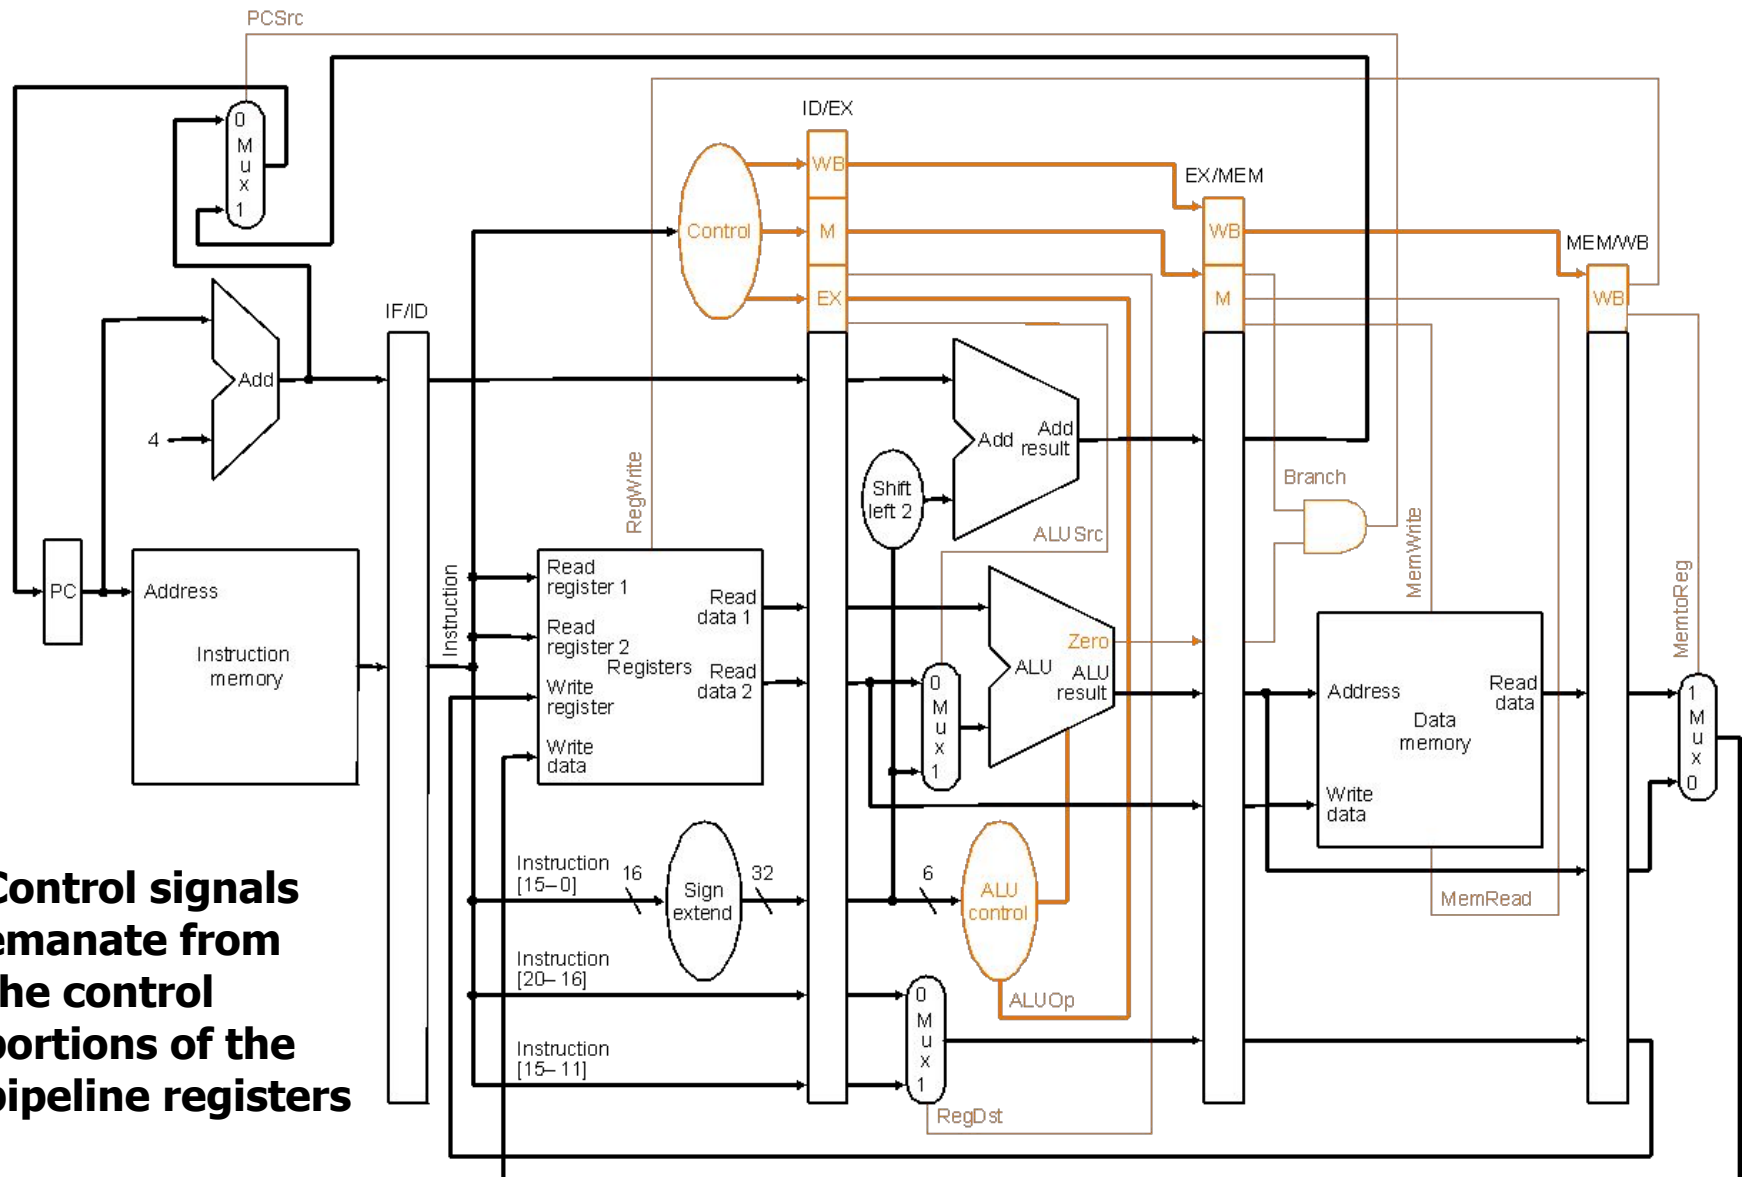 PCSrc
0
M
u
x
1
ID/EX
WB
M
EX
Control
EX/MEM
WB
M
MEM/WB
WB
IF/ID
Add
4
Add
Add
result
Shift
left 2
RegWrite
Branch
ALUSrc
MemWrite
MemtoReg
PC
Address
Instruction
memory
Instruction
Read
register 1
Read
register 2
Registers
Write
register
Write
data
Read
data 1
Read
data 2
0
M
u
x
1
Zero
ALU
ALU
result
Address
Read
data
Data
memory
Write
data
1
M
u
x
0
Instruction
[15–0]
16
Sign
extend
32
6
ALU
control
MemRead
Instruction
[20–16]
0
M
u
x
1
ALUOp
Instruction
[15–11]
RegDst
Control signals
emanate from
the control
portions of the
pipeline registers